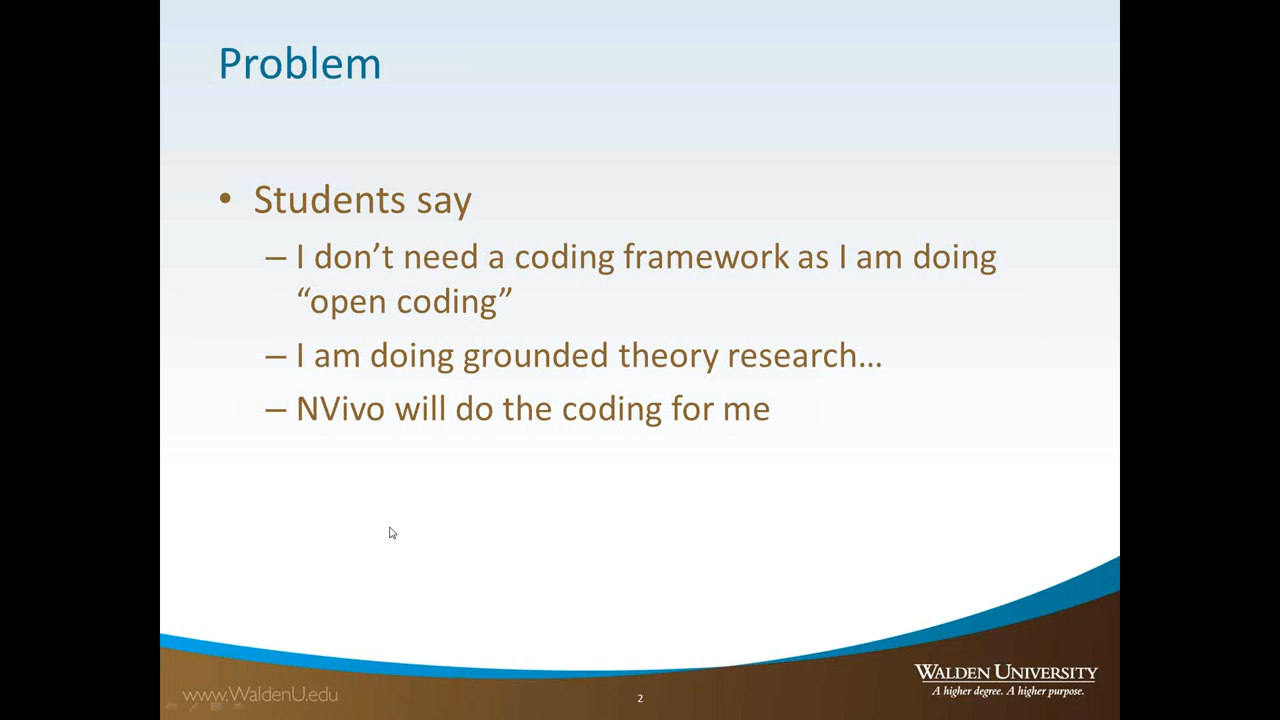 Problem
• Students say
– I don’t need a coding framework as I am doing
“open coding”
– I am doing grounded theory research…
– NVivo will do the coding for me
www.WaldenU.edu
2
WALDEN UNIVERSITY
A higher degree. A higher purpose.